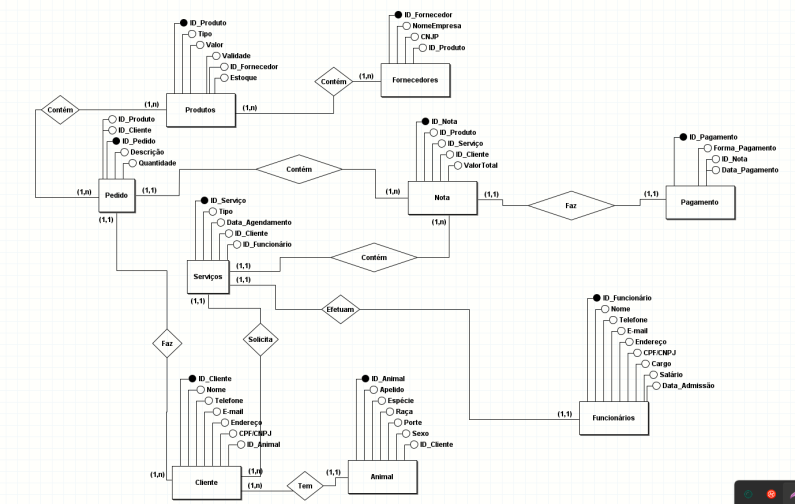 ID_Produto
Tipo
Valor
Validade
ID_Fornecedor
Estoque
Produtos
(1,n)
(1,n)
Contém
(1,n)
ID_Fornecedor
NomeEmpresa
CNJP
ID_Produto
Fornecedores
Contém
(1,n)
ID_Produto
ID_Cliente
ID_Pedido
Descrição
Quantidade
Pedido
(1,1)
(1,1)
Contém
(1,n)
ID_Nota
ID_Produto
ID_Serviço
ID_Cliente
ValorTotal
Nota
(1,1)
(1,n)
Faz
(1,1)
ID_Pagamento
Forma_Pagamento
ID_Nota
Data_Pagamento
Pagamento
ID_Serviço
Tipo
Data_Agendamento
ID_Cliente
ID_Funcionário
Serviços
(1,1)
(1,1)
(1,1)
Contém
Efetuam
ID_Funcionário
Nome
Telefone
E-mail
Endereço
CPF/CNPJ
Cargo
Salário
Data_Admissão
Funcionários
(1,1)
Faz
Solicita
ID_Cliente
Nome
Telefone
E-mail
Endereço
CPF/CNPJ
ID_Animal
Cliente
(1,n)
(1,n)
(1,n)
Tem
(1,1)
ID_Animal
Apelido
Espécie
Raça
Porte
Sexo
ID_Cliente
Animal